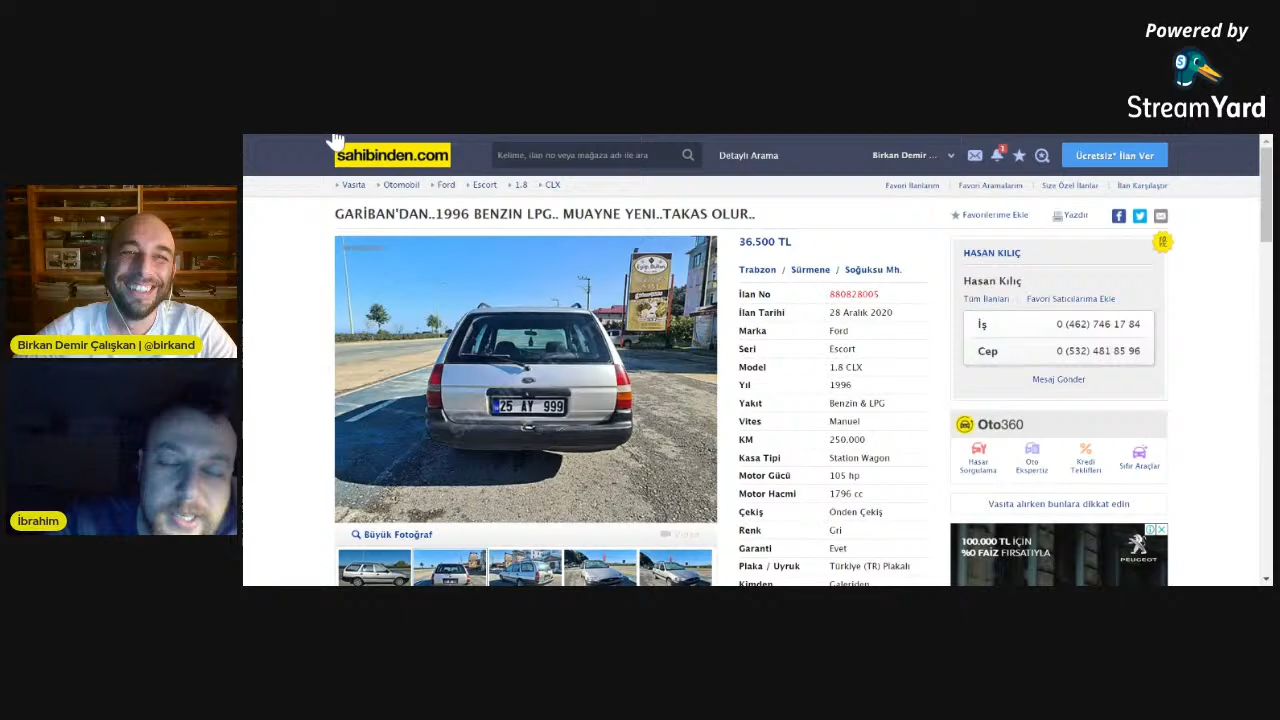 Powered by
StreamYard
sahibinden.com
Kelime, ilan no veya mağaza adı ile ara
Detaylı Arama
Birkan Demir ...
1
Ücretsiz* İlan Ver
Vasıta
Otomobil
Ford
Escort
1.8
CLX
Favori İlanlarım
Favori Aramalarım
Size Özel İlanlar
İlan Karşılaştır
GARİBAN'DAN..1996 BENZIN LPG.. MUAYNE YENI..TAKAS OLUR..
Favorilerime Ekle
Yazdır
36.500 TL
Trabzon / Sürmene / Soğuksu Mh.
İlan No 880828005
İlan Tarihi 28 Aralık 2020
Marka Ford
Seri Escort
Model 1.8 CLX
Yıl 1996
Yakıt Benzin & LPG
Vites Manuel
KM 250.000
Kasa Tipi Station Wagon
Motor Gücü 105 hp
Motor Hacmi 1796 cc
Çekiş Önden Çekiş
Renk Gri
Garanti Evet
Plaka / Uyruk Türkiye (TR) Plakalı
Kimden Galeriden
25 AY 999
Büyük Fotoğraf
Video
HASAN KILIÇ
Hasan Kılıç
Tüm İlanları
Favori Satıcılarıma Ekle
İş 0 (462) 746 17 84
Cep 0 (532) 481 85 96
Mesaj Gönder
Oto360
Hasar Sorgulama
Oto Ekspertiz
Kredi Teklifleri
Sıfır Araçlar
Vasıta alırken bunlara dikkat edin
100.000 TL İÇİN
%0 FAİZ FIRSATIYLA
PEUGEOT
Birkan Demir Çalışkan | @birkand
İbrahim